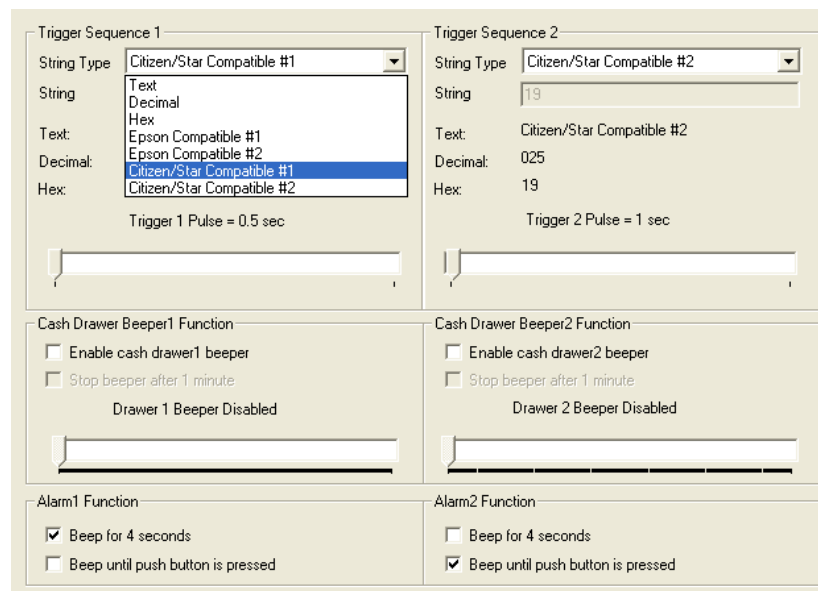 Trigger Sequence 1
String Type Citizen/Star Compatible #1
Text
Decimal
Hex
Epson Compatible #1
Epson Compatible #2
Citizen/Star Compatible #1
Citizen/Star Compatible #2
String
Text:
Decimal:
Hex:
Trigger 1 Pulse = 0.5 sec
Trigger Sequence 2
String Type Citizen/Star Compatible #2
String 19
Text: Citizen/Star Compatible #2
Decimal: 025
Hex: 19
Trigger 2 Pulse = 1 sec
Cash Drawer Beeper1 Function
Enable cash drawer1 beeper
Stop beeper after 1 minute
Drawer 1 Beeper Disabled
Cash Drawer Beeper2 Function
Enable cash drawer2 beeper
Stop beeper after 1 minute
Drawer 2 Beeper Disabled
Alarm1 Function
Beep for 4 seconds
Beep until push button is pressed
Alarm2 Function
Beep for 4 seconds
Beep until push button is pressed